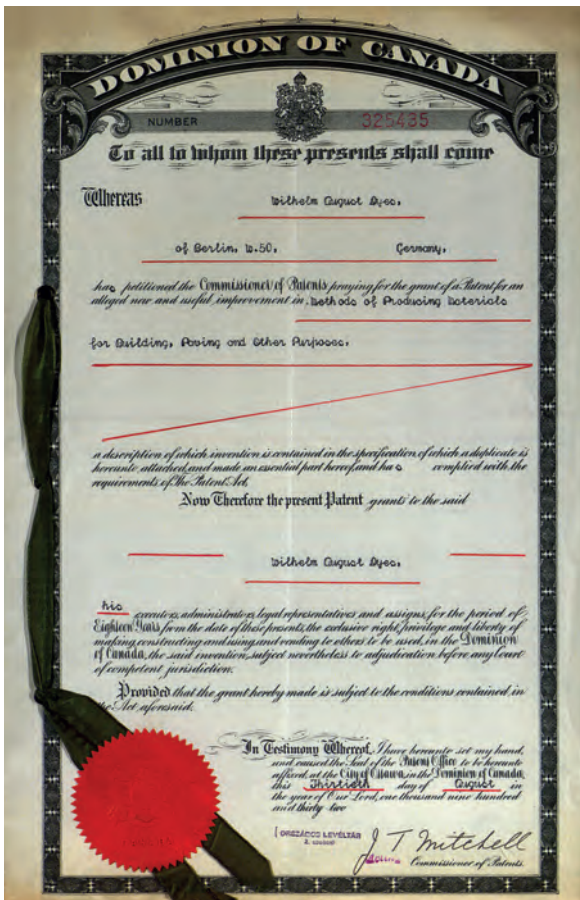 DOMINION OF CANADA
NUMBER 325435
To all to whom these presents shall come
Whereas Wilhelm August Dyes,
of Berlin, W.50, Germany,
has petitioned the Commissioner of Patents praying for the grant of a Patent for an
alleged new and useful improvement in Methods of Producing Materials
for Building, Paving and Other Purposes.
a description of which invention is contained in the specification of which a duplicate is
hereunto attached and made an essential part hereof, and has complied with the
requirements of The Patent Act.
Now Therefore the present Patent grants to the said
Wilhelm August Dyes,
his executors, administrators, legal representatives and assigns, for the period of
Eighteen Years from the date of these presents, the exclusive right, privilege and liberty of
making, constructing and using, and vending to others to be used, in the Dominion
of Canada, the said invention, subject nevertheless to adjudication before any Court
of competent jurisdiction.
Provided that the grant hereby made is subject to the conditions contained in
the Act aforesaid.
In Testimony Whereof, I have hereunto set my hand,
and caused the Seal of the Patent Office to be hereunto
affixed, at the City of Ottawa, in the Dominion of Canada,
this Thirtieth day of August in
the year of Our Lord, one thousand nine hundred
and thirty-two
ORSZÁGOS LEVÉLTÁR
J T Mitchell
Acting Commissioner of Patents.